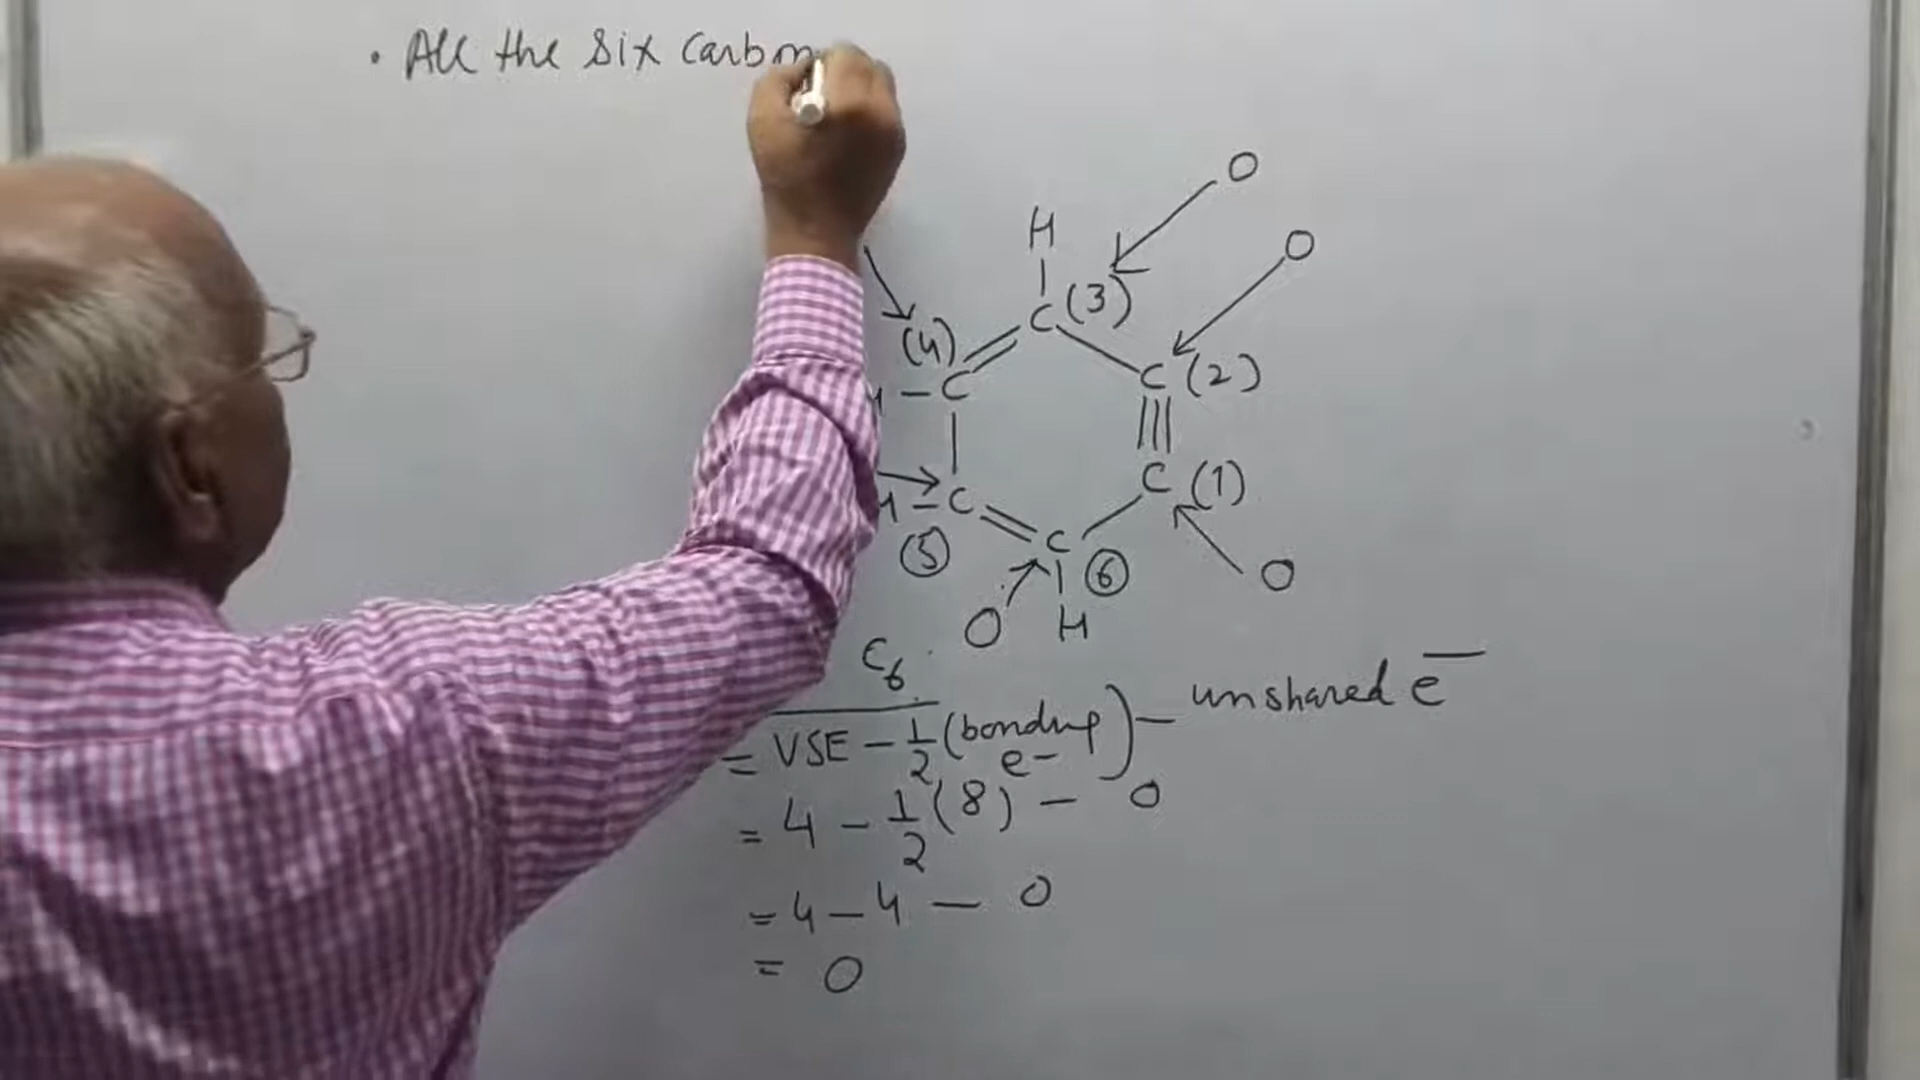 • All the Six Carbon
O
H
O
C (3)
(4)
C
C (2)
C
C (1)
(5)
C
(6)
O
O
H
C6
= VSE - 1/2 (bonding e-) - unshared e-
= 4 - 1/2 (8) - 0
= 4 - 4 - 0
= 0